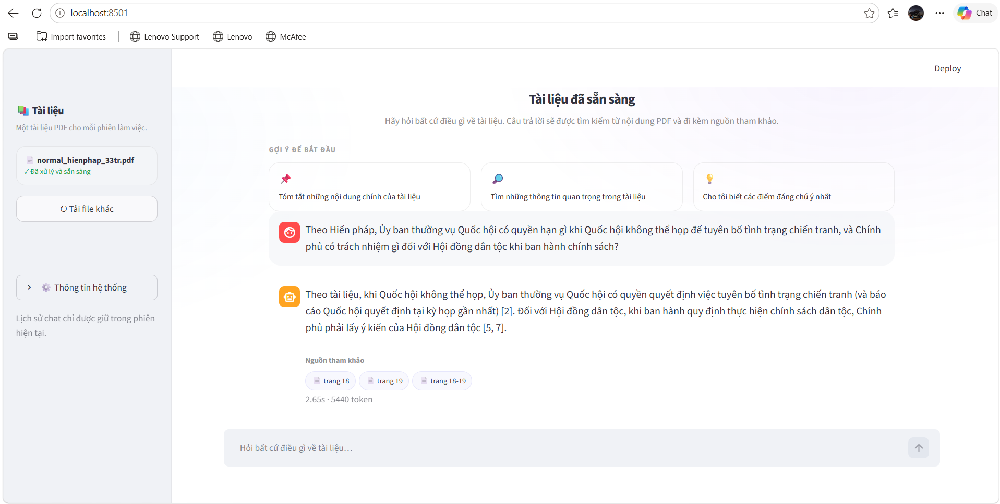 localhost:8501
Chat
Import favorites
Lenovo Support
Lenovo
McAfee
Deploy
Tài liệu
Một tài liệu PDF cho mỗi phiên làm việc.
normal_hienphap_33tr.pdf
✓ Đã xử lý và sẵn sàng
↻ Tải file khác
Thông tin hệ thống
Lịch sử chat chỉ được giữ trong phiên
hiện tại.
Tài liệu đã sẵn sàng
Hãy hỏi bất cứ điều gì về tài liệu. Câu trả lời sẽ được tìm kiếm từ nội dung PDF và đi kèm nguồn tham khảo.
GỢI Ý ĐỂ BẮT ĐẦU
Tóm tắt những nội dung chính của tài liệu
Tìm những thông tin quan trọng trong tài liệu
Cho tôi biết các điểm đáng chú ý nhất
Theo Hiến pháp, Ủy ban thường vụ Quốc hội có quyền hạn gì khi Quốc hội không thể họp để tuyên bố tình trạng chiến tranh, và Chính
phủ có trách nhiệm gì đối với Hội đồng dân tộc khi ban hành chính sách?
Theo tài liệu, khi Quốc hội không thể họp, Ủy ban thường vụ Quốc hội có quyền quyết định việc tuyên bố tình trạng chiến tranh (và báo
cáo Quốc hội quyết định tại kỳ họp gần nhất) [2]. Đối với Hội đồng dân tộc, khi ban hành quy định thực hiện chính sách dân tộc, Chính
phủ phải lấy ý kiến của Hội đồng dân tộc [5, 7].
Nguồn tham khảo
trang 18
trang 19
trang 18-19
2.65s · 5440 token
Hỏi bất cứ điều gì về tài liệu…